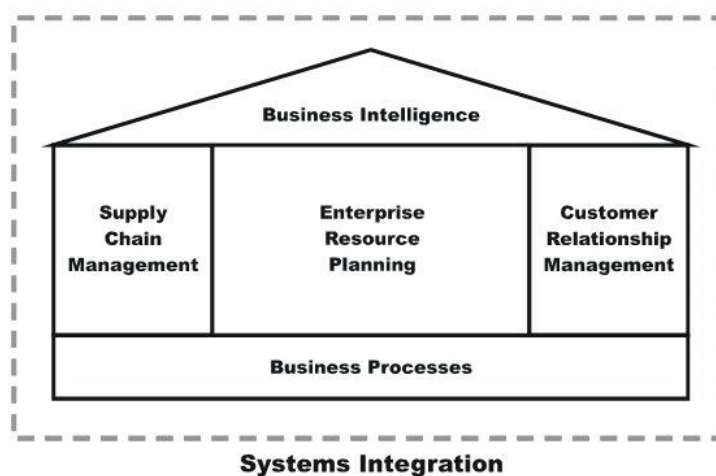 Business Intelligence
Supply
Chain
Management
Enterprise
Resource
Planning
Customer
Relationship
Management
Business Processes
Systems Integration